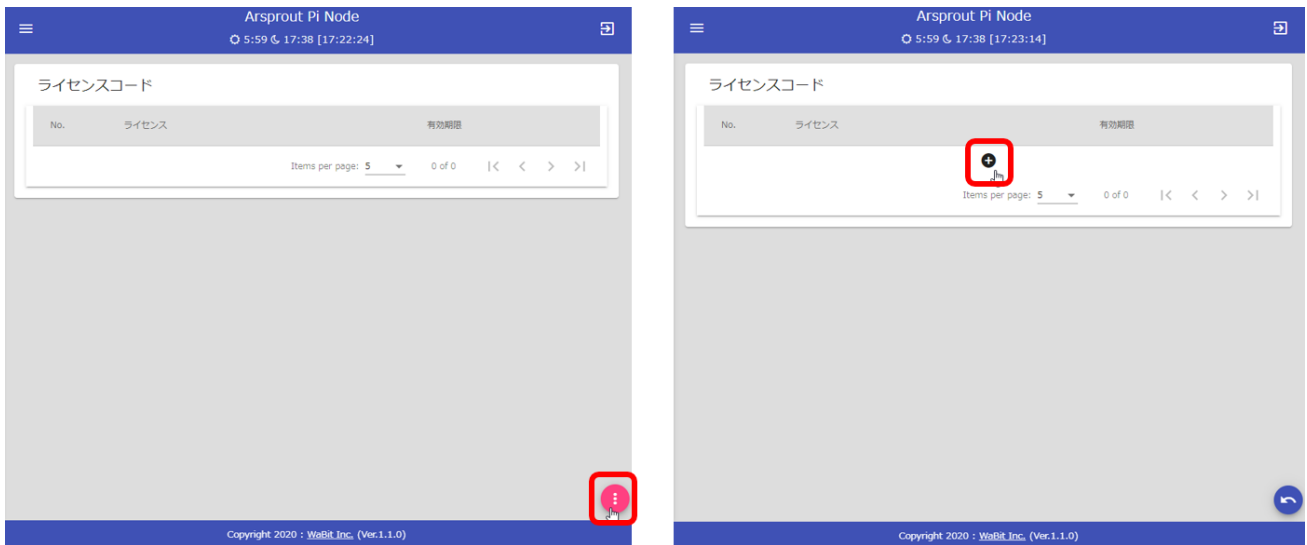 Arsprout Pi Node
5:59 17:38 [17:22:24]
ライセンスコード
No. ライセンス 有効期限
Items per page: 5 0 of 0
Copyright 2020 : WaBit Inc. (Ver.1.1.0)
Arsprout Pi Node
5:59 17:38 [17:23:14]
ライセンスコード
No. ライセンス 有効期限
Items per page: 5 0 of 0
Copyright 2020 : WaBit Inc. (Ver.1.1.0)